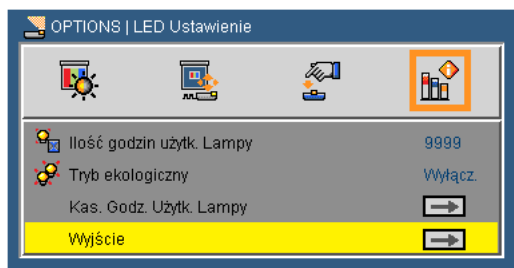 OPTIONS | LED Ustawienie
Ilość godzin użytk. Lampy 9999
Tryb ekologiczny Wyłącz.
Kas. Godz. Użytk. Lampy
Wyjście